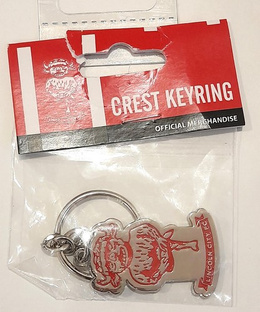 CREST KEYRING
OFFICIAL MERCHANDISE
LINCOLN CITY FC